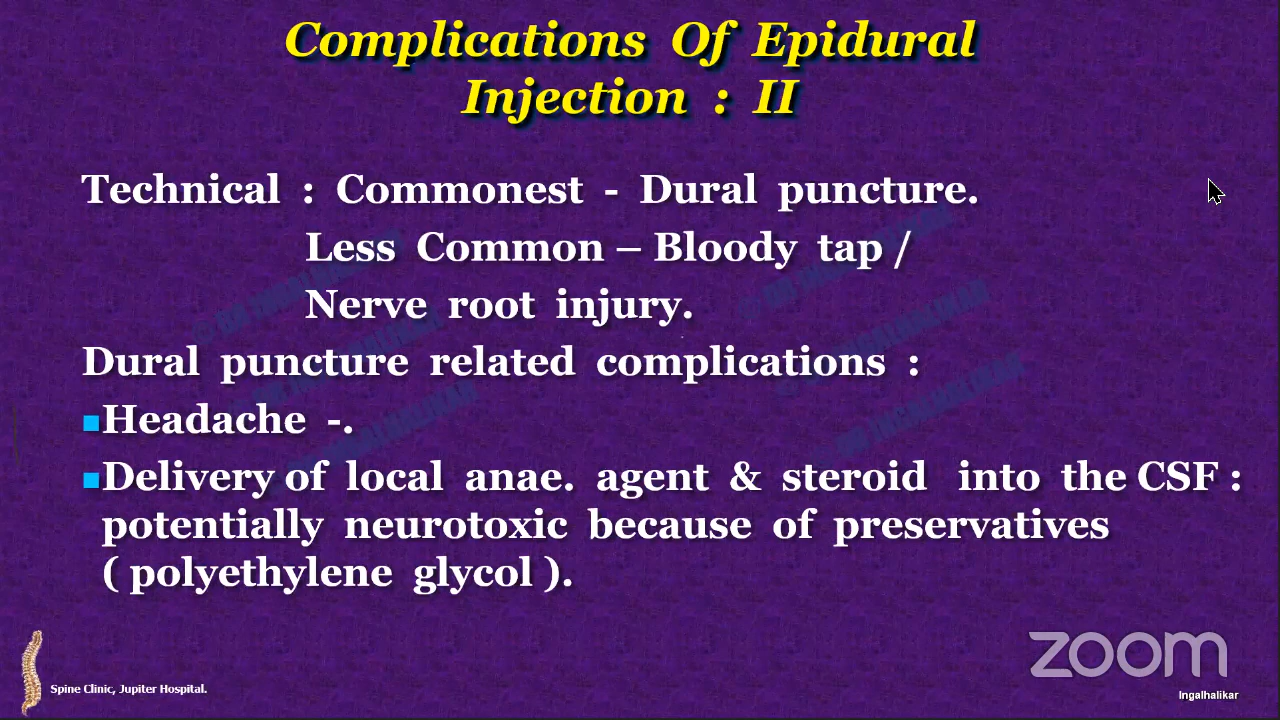 Complications Of Epidural
Injection : II
Technical : Commonest - Dural puncture.
Less Common – Bloody tap /
Nerve root injury.
Dural puncture related complications :
Headache -.
Delivery of local anae. agent & steroid into the CSF :
potentially neurotoxic because of preservatives
( polyethylene glycol ).
zoom
Spine Clinic, Jupiter Hospital.
Ingalhalikar